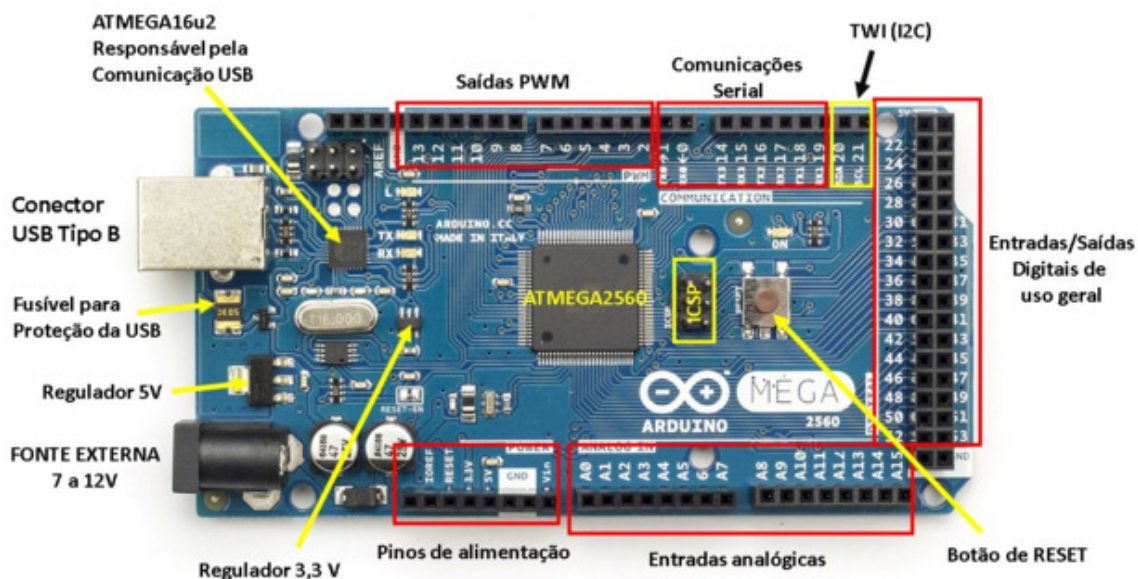 ATMEGA16u2
Responsável pela
Comunicação USB
Saídas PWM
Comunicações
Serial
TWI (I2C)
Conector
USB Tipo B
Fusível para
Proteção da USB
Regulador 5V
FONTE EXTERNA
7 a 12V
Regulador 3,3 V
Pinos de alimentação
Entradas analógicas
Botão de RESET
Entradas/Saídas
Digitais de
uso geral
AREF
13
12
11
10
9
8
7
6
5
4
3
2
PWM
14
15
16
17
18
19
20
21
COMMUNICATION
L
TX
RX
ARDUINO.CC
MADE IN ITALY
ON
ATMEGA2560
ICSP
1CSP
16.000
RESET-EN
ARDUINO
MEGA
2560
POWER
IOREF
RESET
3.3V
5V
GND
Vin
ANALOG IN
A0
A1
A2
A3
A4
A5
6
A7
A8
A9
A10
A11
A12
A13
A14
A15
5V
22
24
26
28
30
32
34
36
38
40
42
44
46
48
50
52